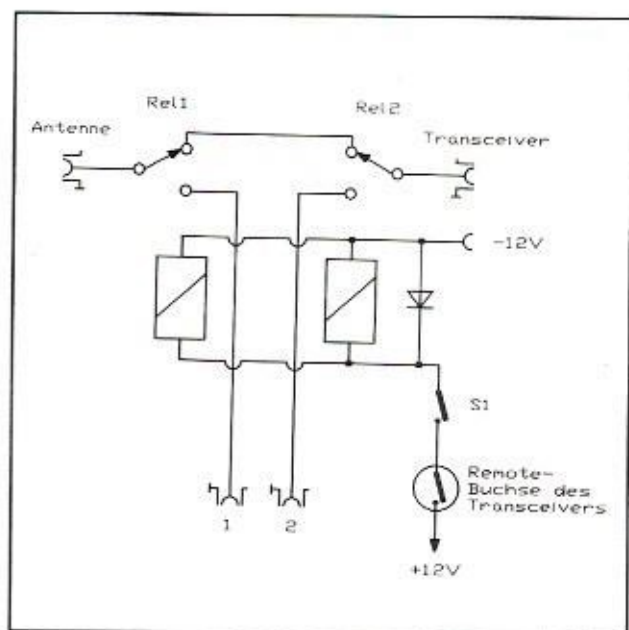 Rel1
Rel2
Antenne
Transceiver
-12V
S1
Remote-
Buchse des
Transceivers
1
2
+12V